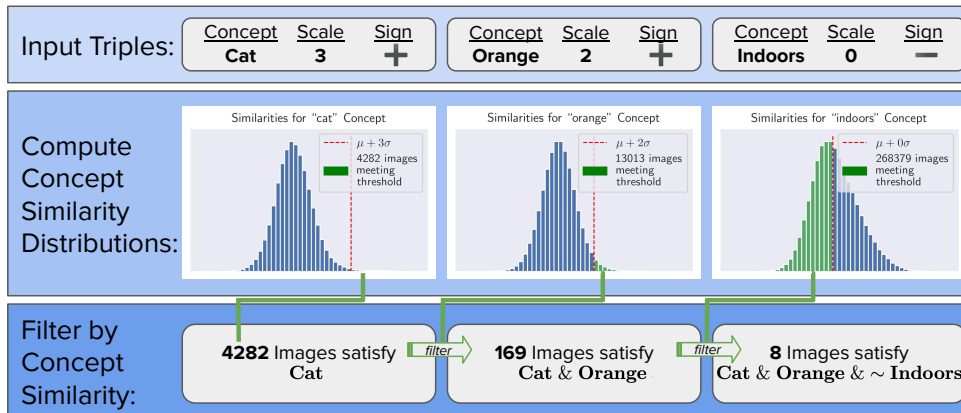 Input Triples:
Concept Scale Sign
Cat 3 +
Concept Scale Sign
Orange 2 +
Concept Scale Sign
Indoors 0 −
Compute
Concept
Similarity
Distributions:
Similarities for "cat" Concept
μ + 3σ
4282 images
meeting
threshold
Similarities for "orange" Concept
μ + 2σ
13013 images
meeting
threshold
Similarities for "indoors" Concept
μ + 0σ
268379 images
meeting
threshold
Filter by
Concept
Similarity:
4282 Images satisfy
Cat
filter
169 Images satisfy
Cat & Orange
filter
8 Images satisfy
Cat & Orange & ~ Indoors